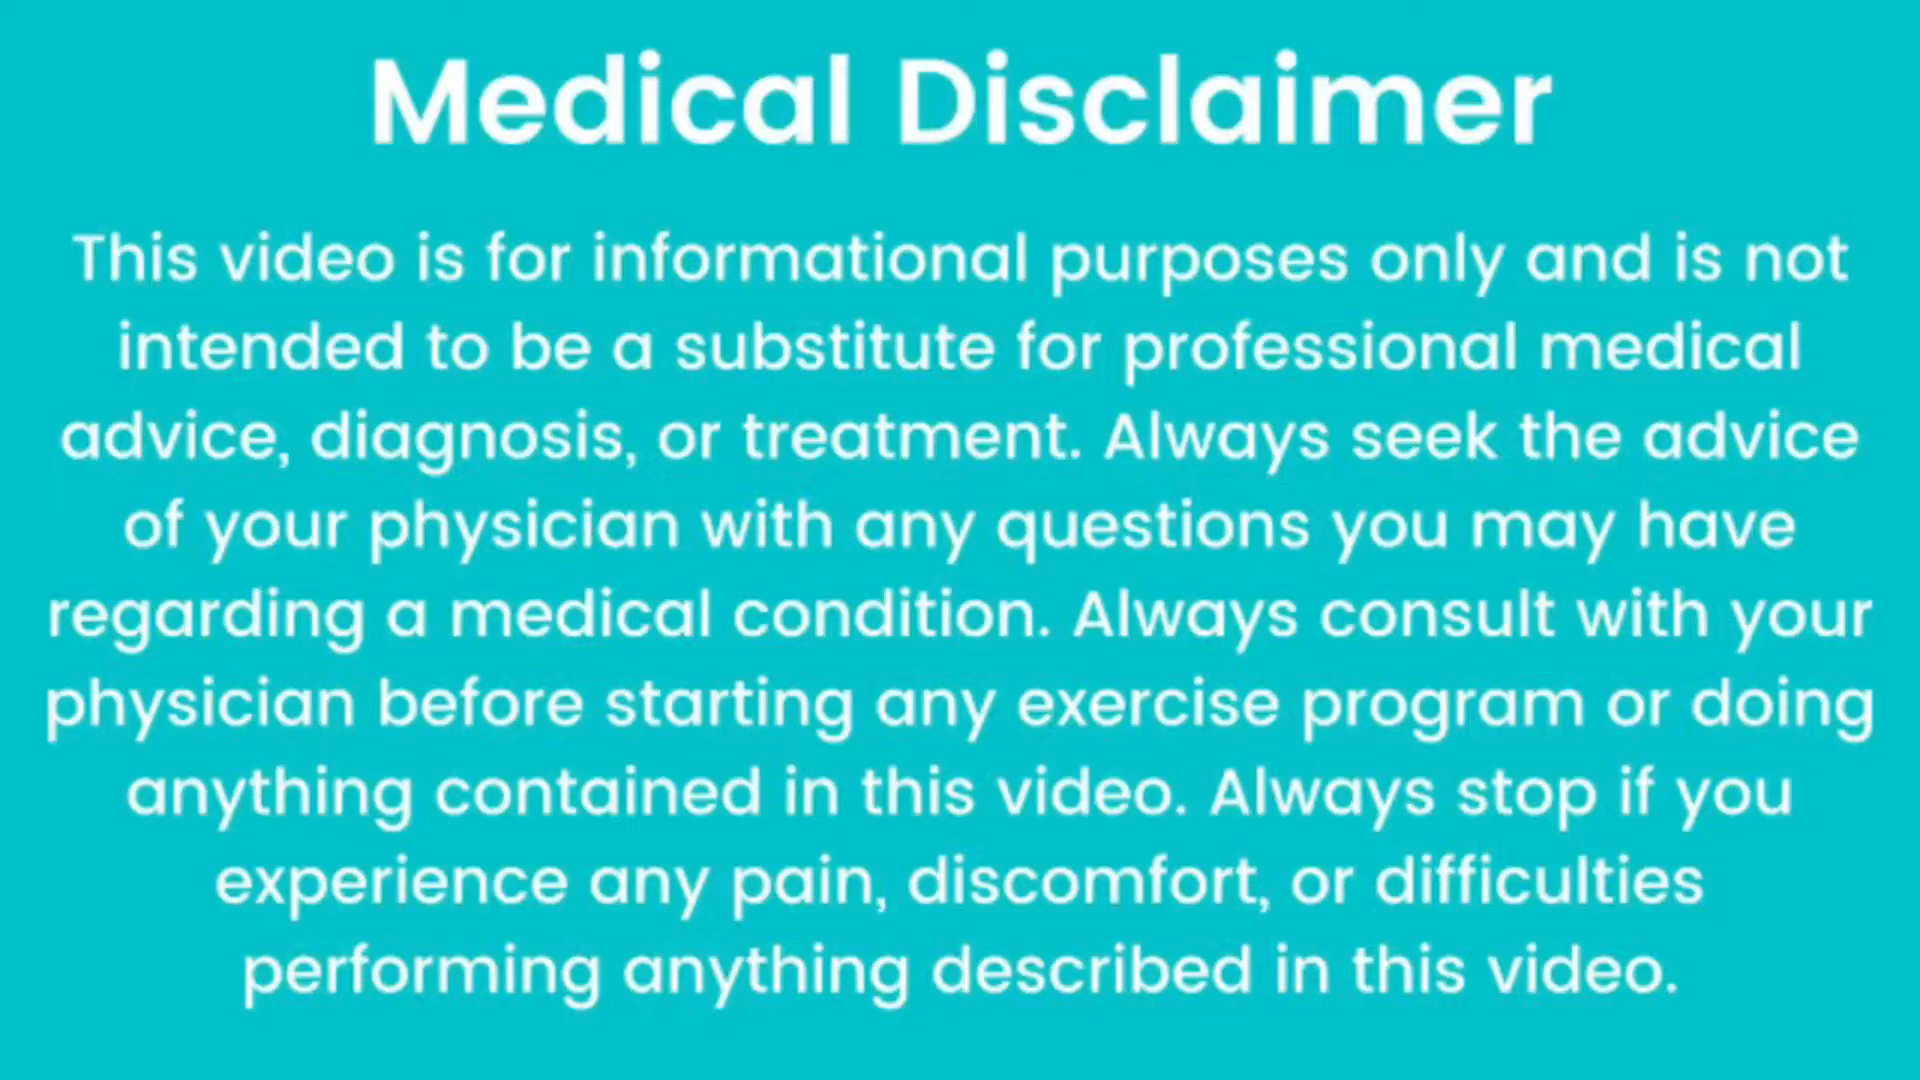 Medical Disclaimer
This video is for informational purposes only and is not
intended to be a substitute for professional medical
advice, diagnosis, or treatment. Always seek the advice
of your physician with any questions you may have
regarding a medical condition. Always consult with your
physician before starting any exercise program or doing
anything contained in this video. Always stop if you
experience any pain, discomfort, or difficulties
performing anything described in this video.